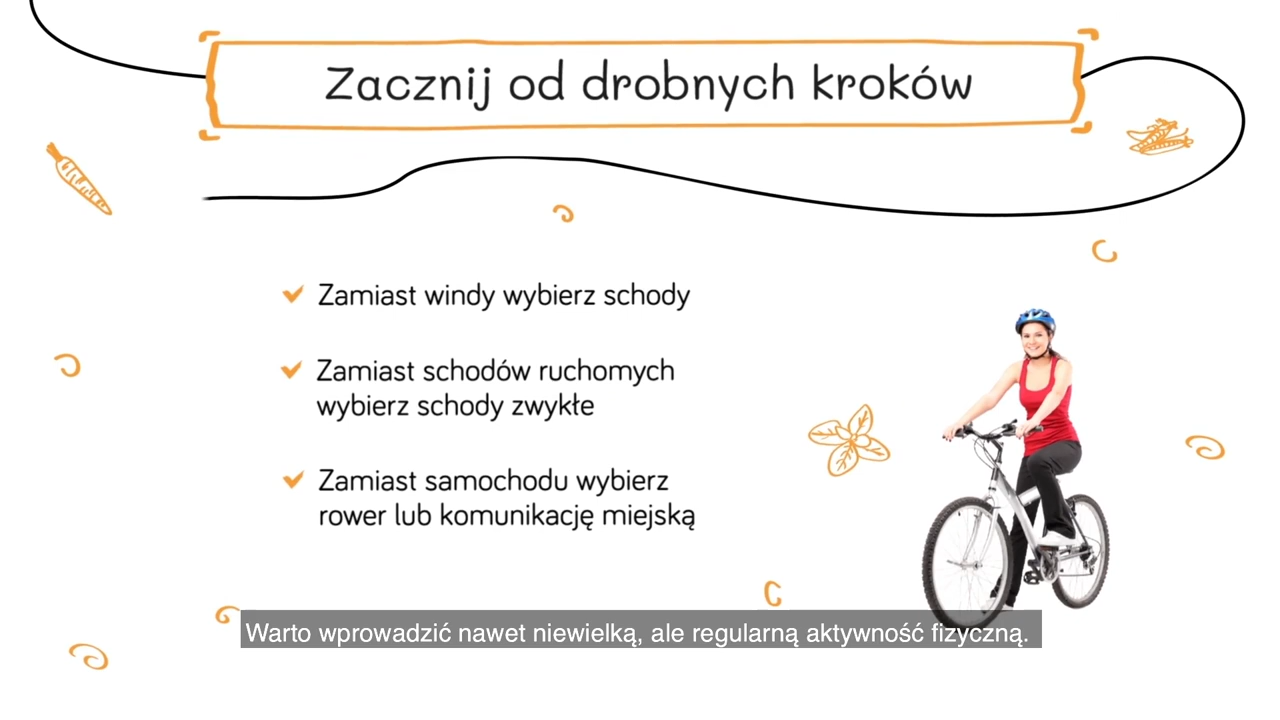 Zacznij od drobnych kroków
Zamiast windy wybierz schody
Zamiast schodów ruchomych
wybierz schody zwykłe
Zamiast samochodu wybierz
rower lub komunikację miejską
Warto wprowadzić nawet niewielką, ale regularną aktywność fizyczną.